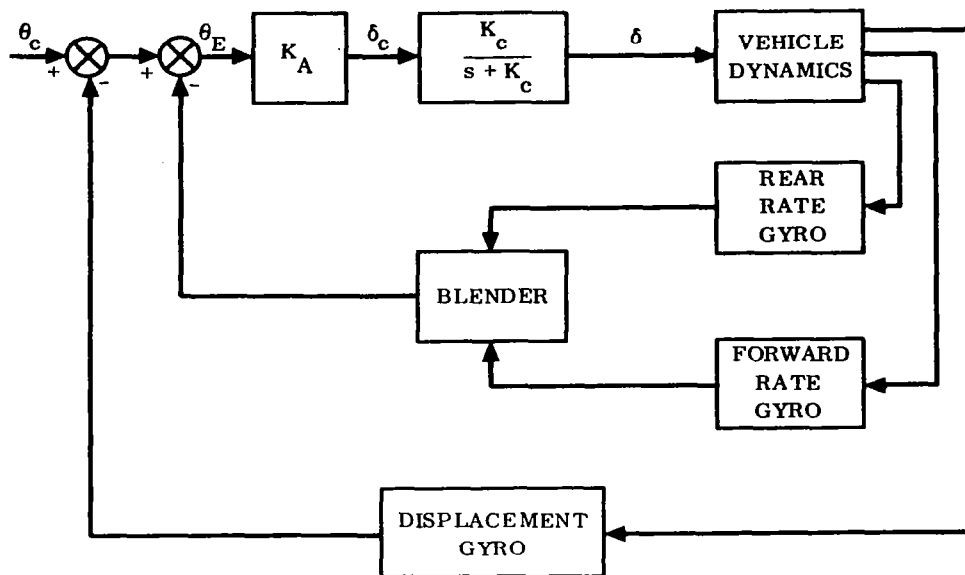 θc
+
-
+
-
θE
KA
δc
Kc
s + Kc
δ
VEHICLE
DYNAMICS
REAR
RATE
GYRO
BLENDER
FORWARD
RATE
GYRO
DISPLACEMENT
GYRO